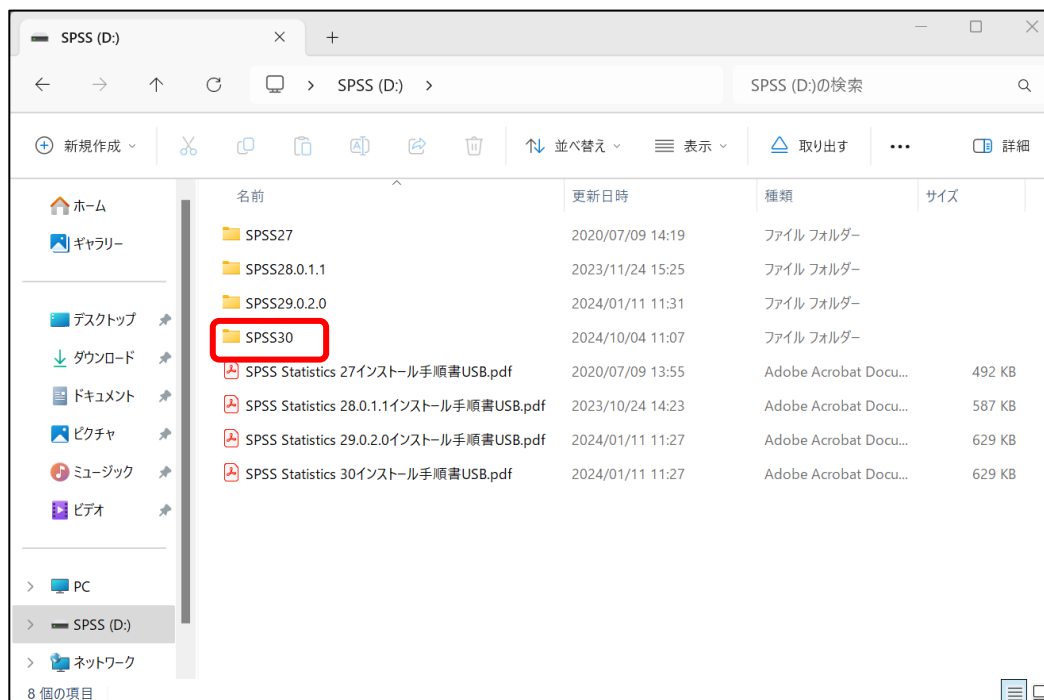 SPSS (D:)
SPSS (D:)
SPSS (D:)の検索
新規作成
並べ替え
表示
取り出す
詳細
名前 更新日時 種類 サイズ
ホーム
ギャラリー
デスクトップ
ダウンロード
ドキュメント
ピクチャ
ミュージック
ビデオ
PC
SPSS (D:)
ネットワーク
SPSS27 2020/07/09 14:19 ファイル フォルダー
SPSS28.0.1.1 2023/11/24 15:25 ファイル フォルダー
SPSS29.0.2.0 2024/01/11 11:31 ファイル フォルダー
SPSS30 2024/10/04 11:07 ファイル フォルダー
SPSS Statistics 27インストール手順書USB.pdf 2020/07/09 13:55 Adobe Acrobat Docu... 492 KB
SPSS Statistics 28.0.1.1インストール手順書USB.pdf 2023/10/24 14:23 Adobe Acrobat Docu... 587 KB
SPSS Statistics 29.0.2.0インストール手順書USB.pdf 2024/01/11 11:27 Adobe Acrobat Docu... 629 KB
SPSS Statistics 30インストール手順書USB.pdf 2024/01/11 11:27 Adobe Acrobat Docu... 629 KB
8 個の項目